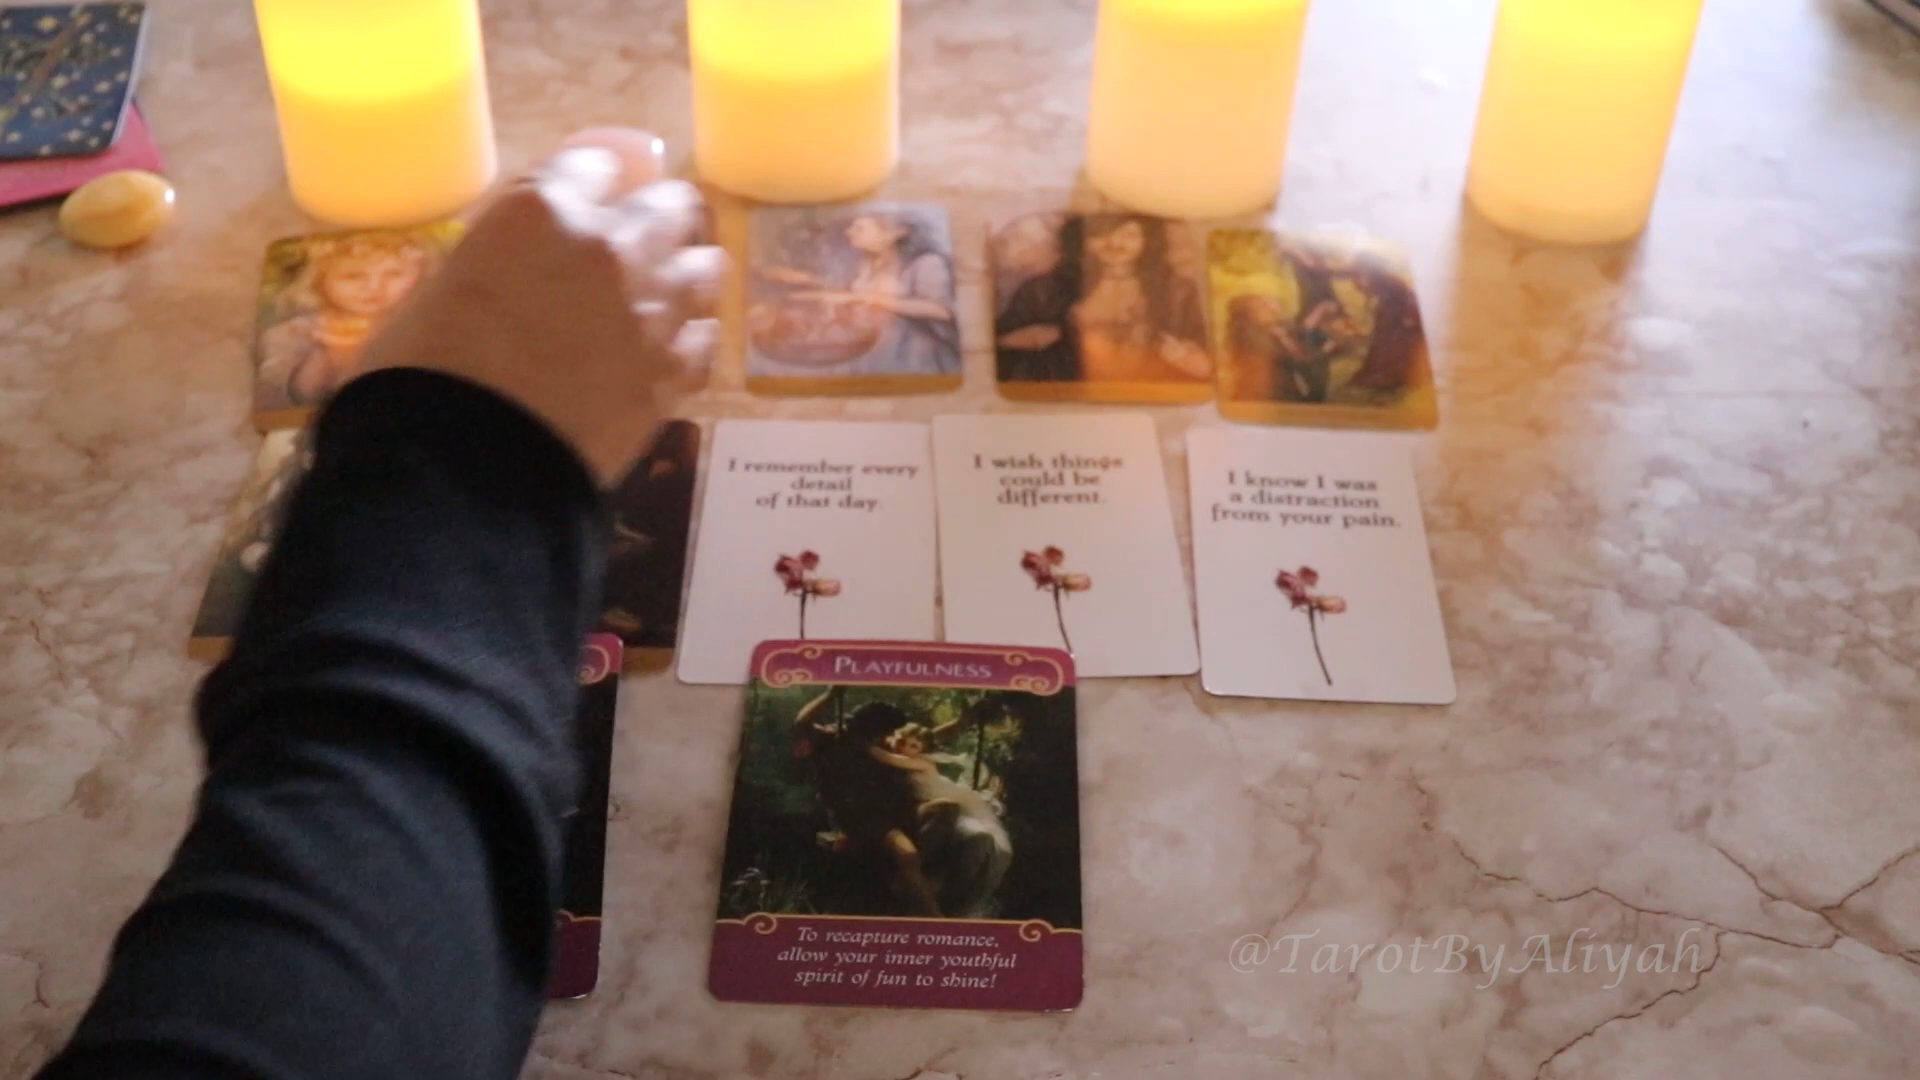 I remember every
detail
of that day.
I wish things
could be
different.
I know I was
a distraction
from your pain.
PLAYFULNESS
To recapture romance,
allow your inner youthful
spirit of fun to shine!
@TarotByAliyah